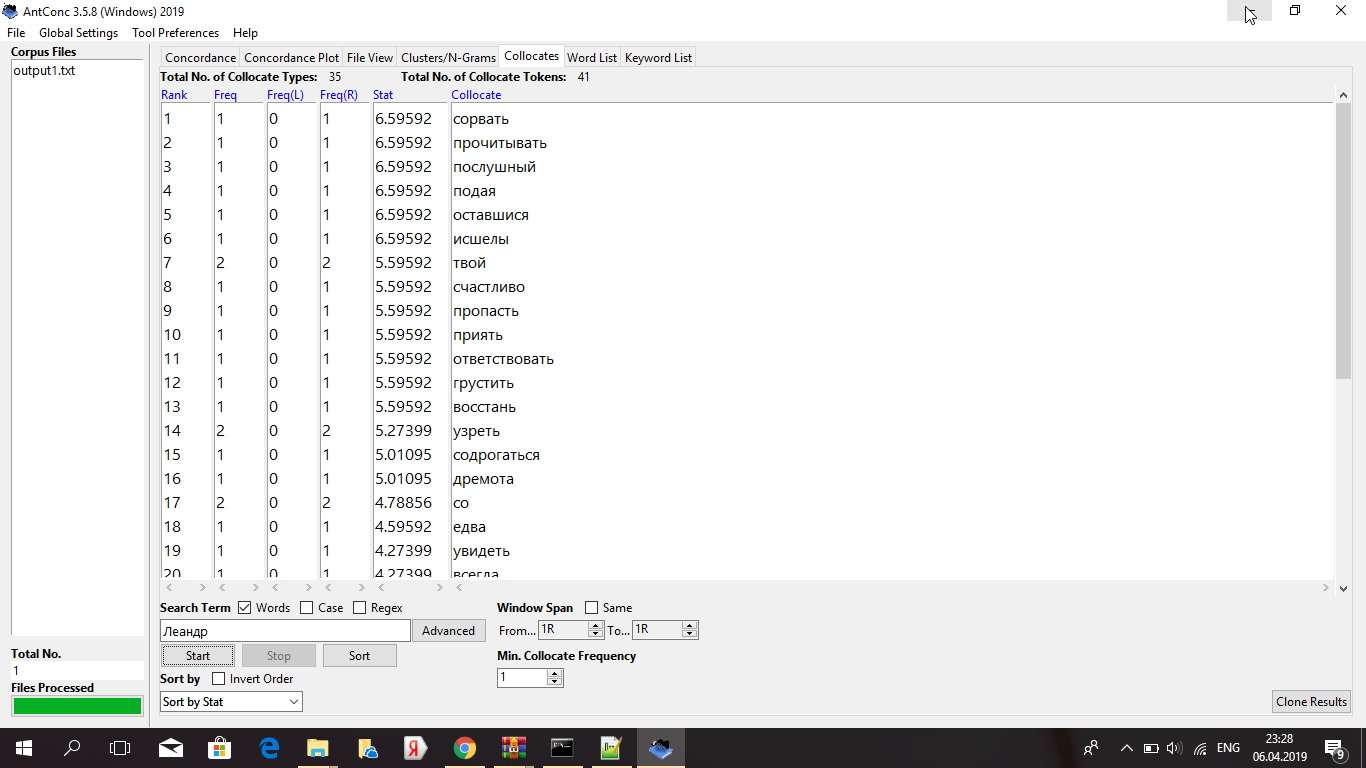 AntConc 3.5.8 (Windows) 2019
File Global Settings Tool Preferences Help
Corpus Files
output1.txt
Concordance Concordance Plot File View Clusters/N-Grams Collocates Word List Keyword List
Total No. of Collocate Types: 35 Total No. of Collocate Tokens: 41
Rank Freq Freq(L) Freq(R) Stat Collocate
1 1 0 1 6.59592 сорвать
2 1 0 1 6.59592 прочитывать
3 1 0 1 6.59592 послушный
4 1 0 1 6.59592 подая
5 1 0 1 6.59592 оставшися
6 1 0 1 6.59592 исшелы
7 2 0 2 5.59592 твой
8 1 0 1 5.59592 счастливо
9 1 0 1 5.59592 пропасть
10 1 0 1 5.59592 приять
11 1 0 1 5.59592 ответствовать
12 1 0 1 5.59592 грустить
13 1 0 1 5.59592 восстань
14 2 0 2 5.27399 узреть
15 1 0 1 5.01095 содрогаться
16 1 0 1 5.01095 дремота
17 2 0 2 4.78856 со
18 1 0 1 4.59592 едва
19 1 0 1 4.27399 увидеть
20 1 0 1 4.27399 всегда
Search Term Words Case Regex
Леандр Advanced
Start Stop Sort
Sort by Invert Order
Sort by Stat
Window Span Same
From... 1R To... 1R
Min. Collocate Frequency
1
Total No.
1
Files Processed
Clone Results
ENG
23:28
06.04.2019
9